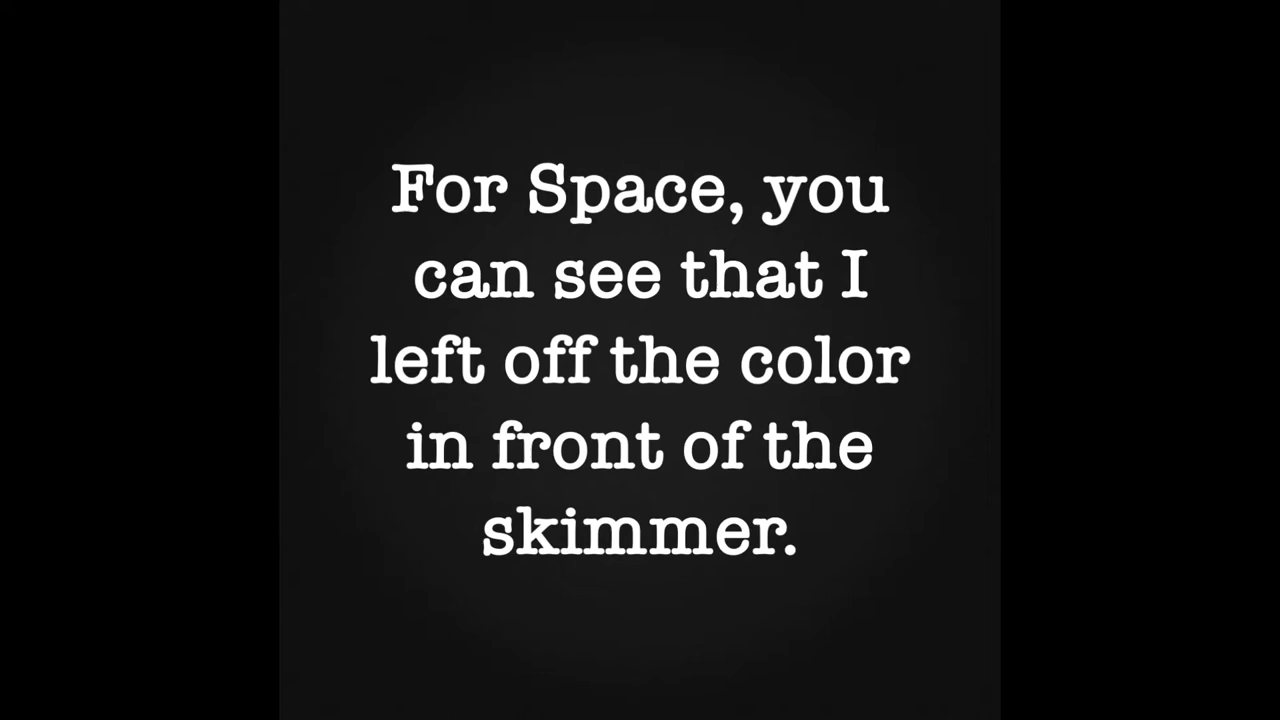 For Space, you
can see that I
left off the color
in front of the
skimmer.